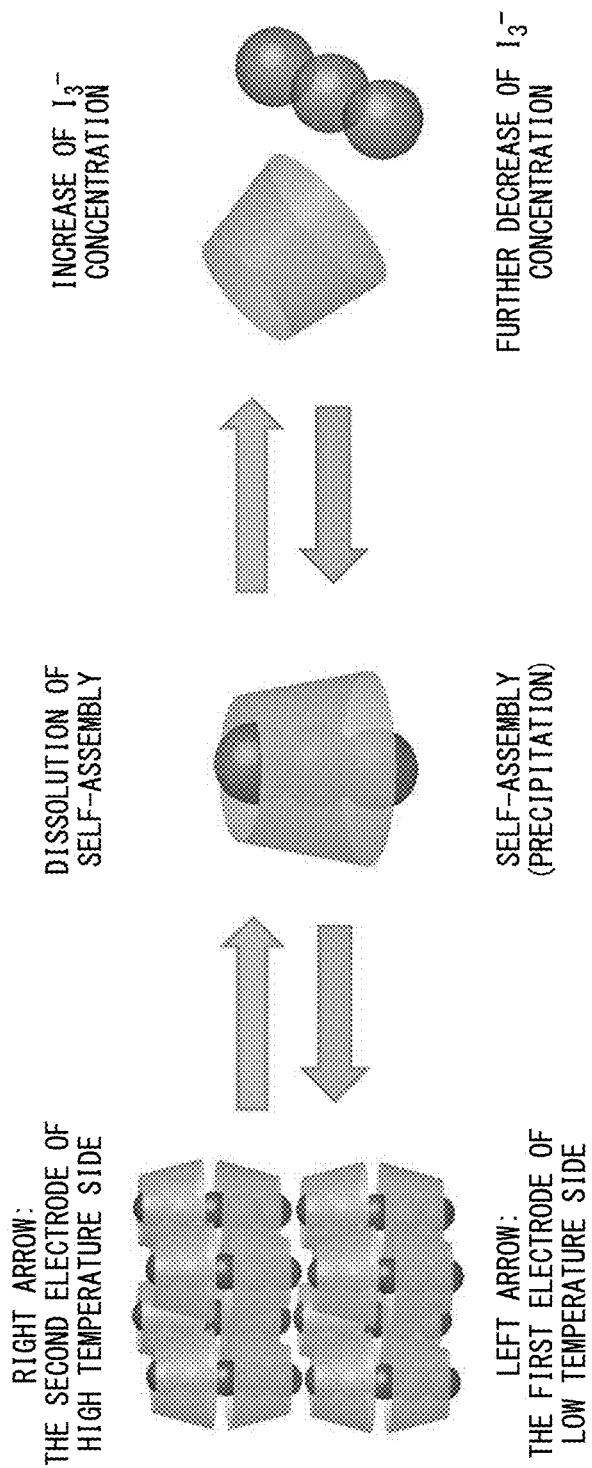 RIGHT ARROW:
THE SECOND ELECTRODE OF
HIGH TEMPERATURE SIDE
DISSOLUTION OF
SELF-ASSEMBLY
INCREASE OF I₃⁻
CONCENTRATION
LEFT ARROW:
THE FIRST ELECTRODE OF
LOW TEMPERATURE SIDE
SELF-ASSEMBLY
(PRECIPITATION)
FURTHER DECREASE OF I₃⁻
CONCENTRATION